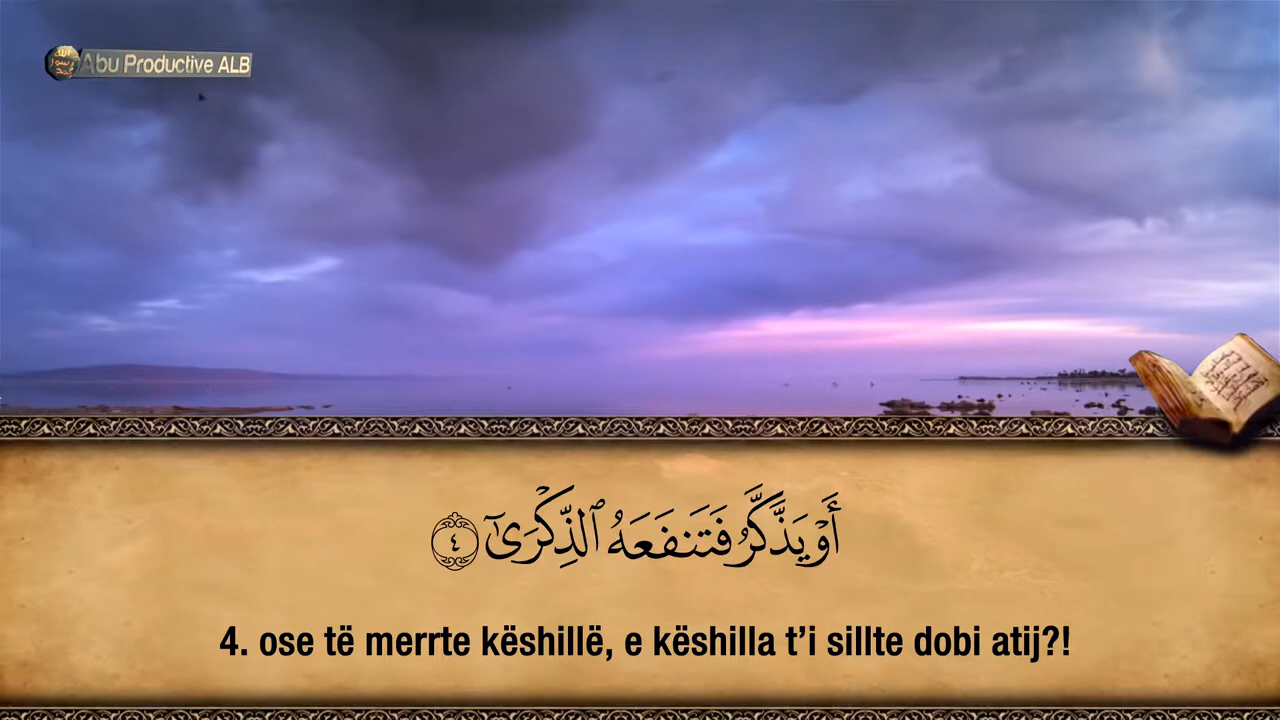 Abu Productive ALB
أَوْ يَذَّكَّرُ فَتَنفَعَهُ ٱلذِّكْرَىٰٓ ٤
4. ose të merrte këshillë, e këshilla t’i sillte dobi atij?!